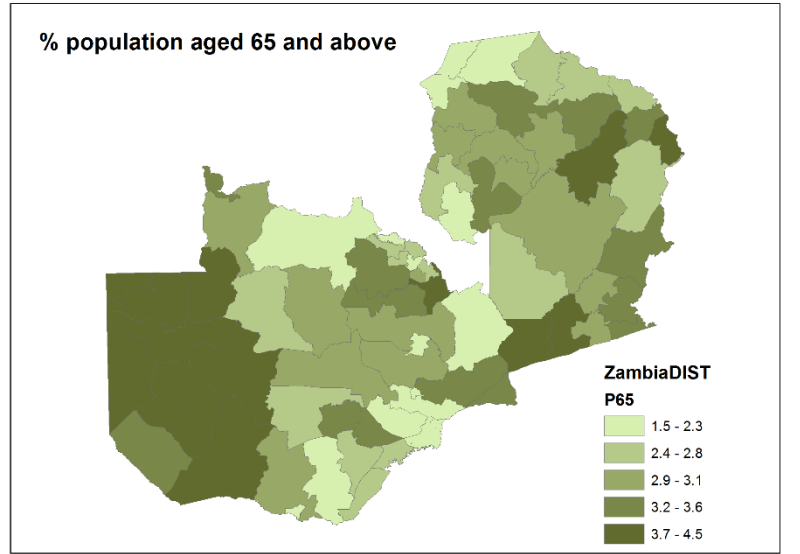 % population aged 65 and above
ZambiaDIST
P65
1.5 - 2.3
2.4 - 2.8
2.9 - 3.1
3.2 - 3.6
3.7 - 4.5